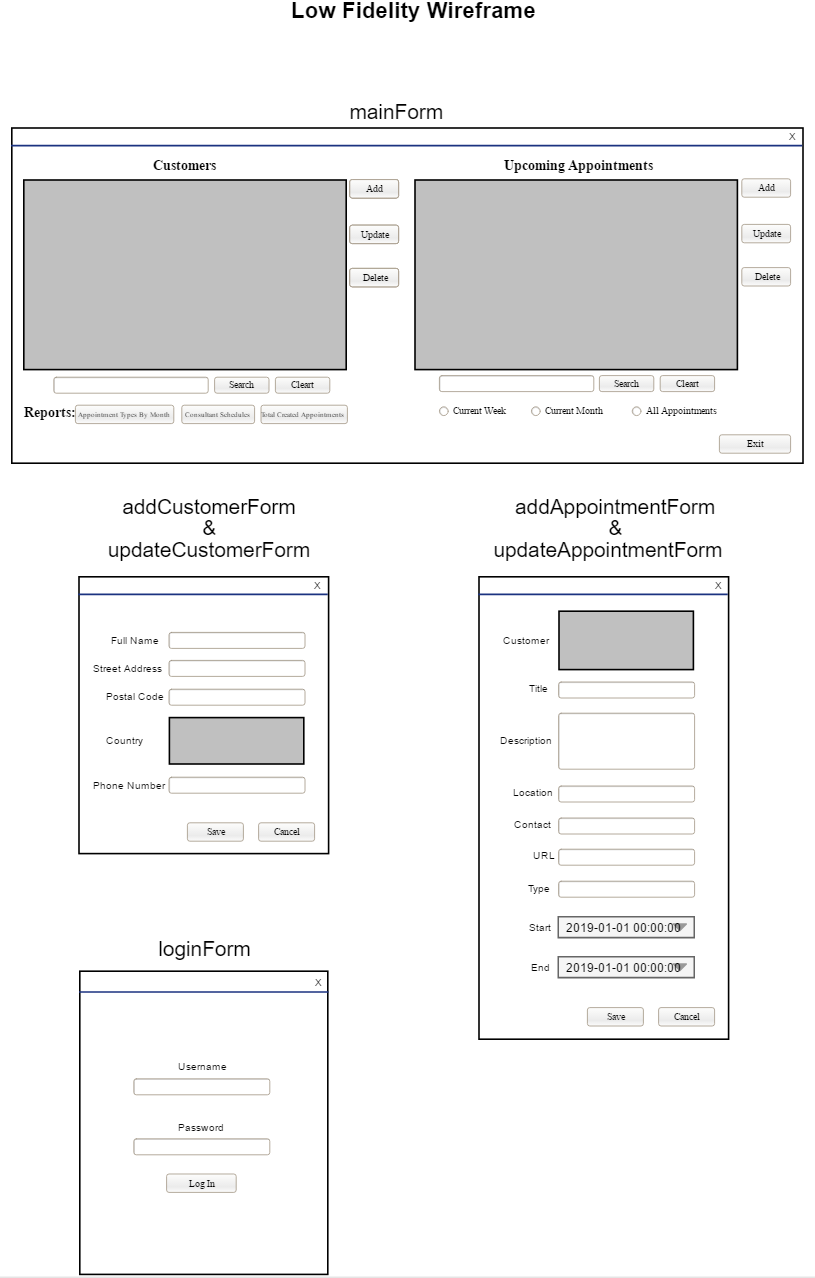 Low Fidelity Wireframe
mainForm
X
Customers
Add
Update
Delete
Search Cleart
Reports: Appointment Types By Month Consultant Schedules Total Created Appointments
Upcoming Appointments
Add
Update
Delete
Search Cleart
Current Week Current Month All Appointments
Exit
addCustomerForm
&
updateCustomerForm
X
Full Name
Street Address
Postal Code
Country
Phone Number
Save Cancel
addAppointmentForm
&
updateAppointmentForm
X
Customer
Title
Description
Location
Contact
URL
Type
Start 2019-01-01 00:00:00
End 2019-01-01 00:00:00
Save Cancel
loginForm
X
Username
Password
Log In